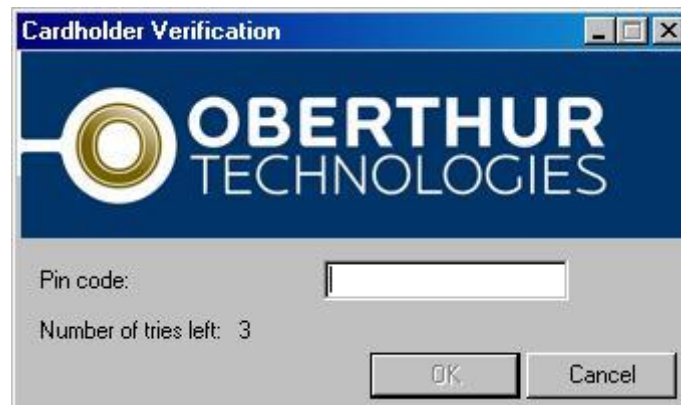 Cardholder Verification
OBERTHUR
TECHNOLOGIES
Pin code:
Number of tries left: 3
OK
Cancel